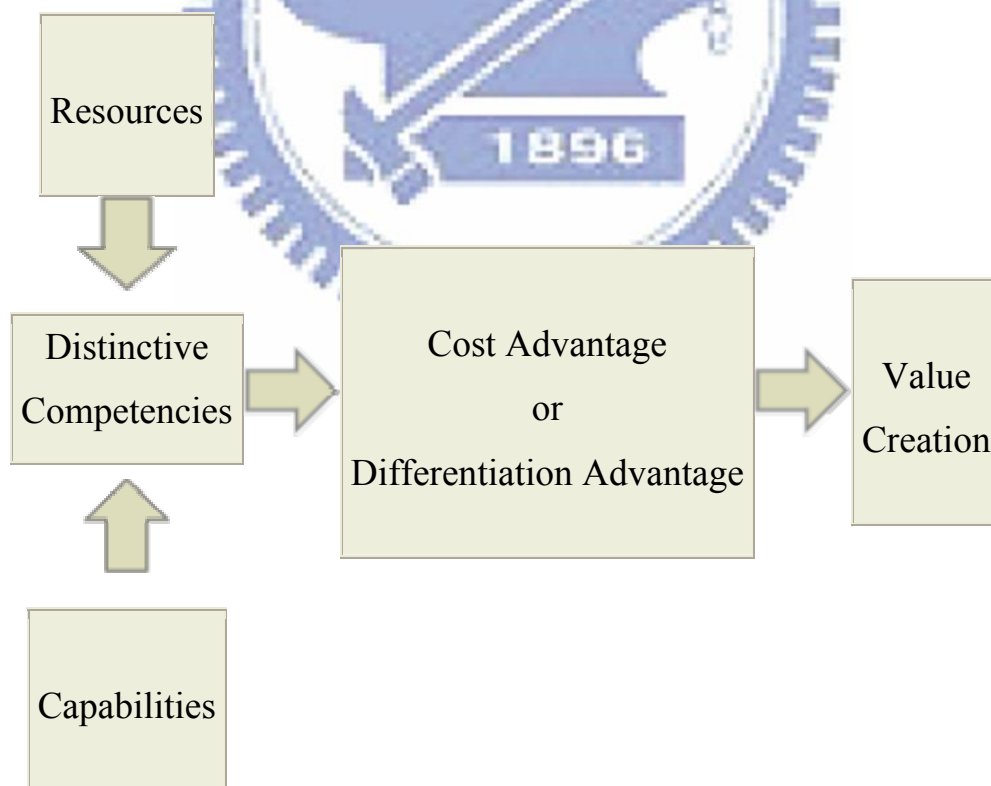 1896
Resources
Distinctive
Competencies
Cost Advantage
or
Differentiation Advantage
Value
Creation
Capabilities